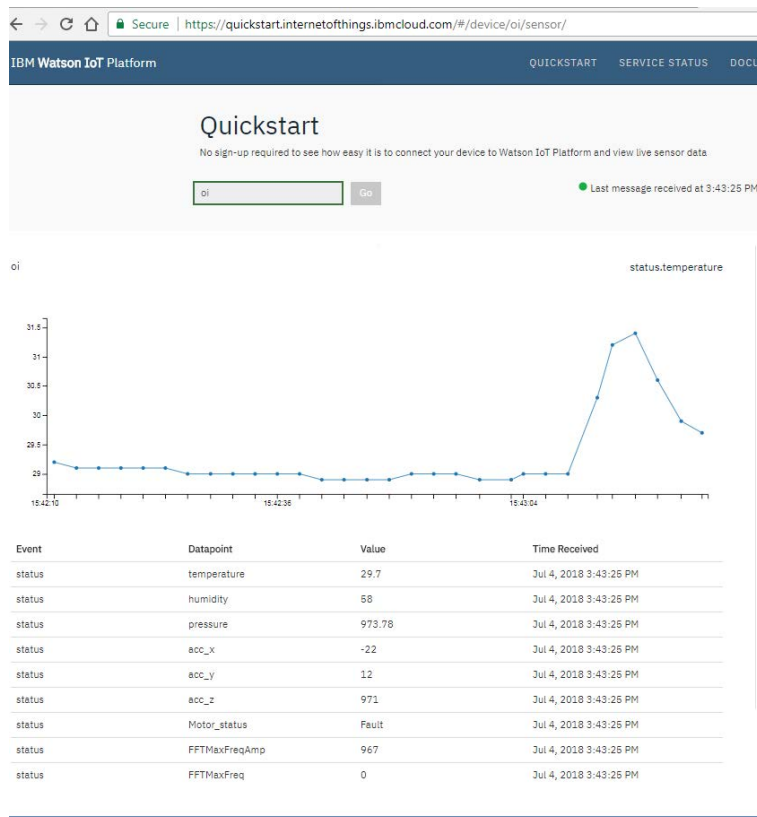 Secure | https://quickstart.internetofthings.ibmcloud.com/#/device/oi/sensor/
IBM Watson IoT Platform QUICKSTART SERVICE STATUS DOCU
Quickstart
No sign-up required to see how easy it is to connect your device to Watson IoT Platform and view live sensor data
oi Go Last message received at 3:43:25 PM
oi status.temperature
31.5
31
30.5
30
29.5
29
15:42:10 15:42:36 15:43:04
Event Datapoint Value Time Received
status temperature 29.7 Jul 4, 2018 3:43:25 PM
status humidity 58 Jul 4, 2018 3:43:25 PM
status pressure 973.78 Jul 4, 2018 3:43:25 PM
status acc_x -22 Jul 4, 2018 3:43:25 PM
status acc_y 12 Jul 4, 2018 3:43:25 PM
status acc_z 971 Jul 4, 2018 3:43:25 PM
status Motor_status Fault Jul 4, 2018 3:43:25 PM
status FFTMaxFreqAmp 967 Jul 4, 2018 3:43:25 PM
status FFTMaxFreq 0 Jul 4, 2018 3:43:25 PM